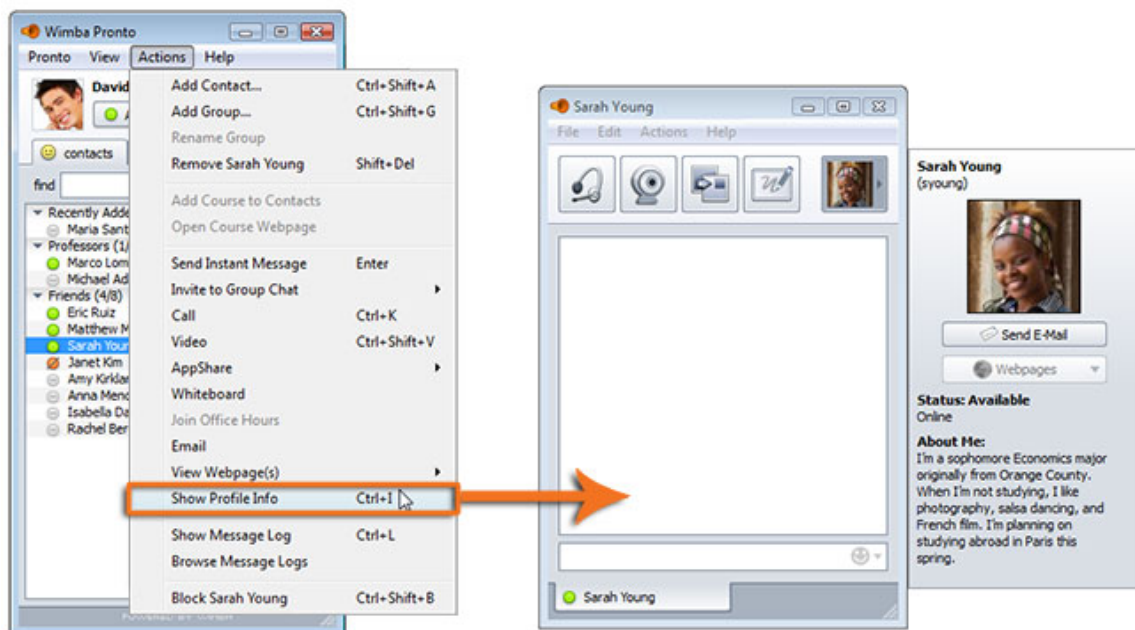 Wimba Pronto
Pronto View Actions Help
David
contacts
find
Recently Adde
Maria Sant
Professors (1/
Marco Lom
Michael Ad
Friends (4/8)
Eric Ruiz
Matthew M
Sarah Your
Janet Kim
Amy Kirklar
Anna Menc
Isabella Da
Rachel Ber
Add Contact... Ctrl+Shift+A
Add Group... Ctrl+Shift+G
Rename Group
Remove Sarah Young Shift+Del
Add Course to Contacts
Open Course Webpage
Send Instant Message Enter
Invite to Group Chat
Call Ctrl+K
Video Ctrl+Shift+V
AppShare
Whiteboard
Join Office Hours
Email
View Webpage(s)
Show Profile Info Ctrl+I
Show Message Log Ctrl+L
Browse Message Logs
Block Sarah Young Ctrl+Shift+B
Sarah Young
File Edit Actions Help
Sarah Young
Sarah Young
(syoung)
Send E-Mail
Webpages
Status: Available
Online
About Me:
I'm a sophomore Economics major
originally from Orange County.
When I'm not studying, I like
photography, salsa dancing, and
French film. I'm planning on
studying abroad in Paris this
spring.